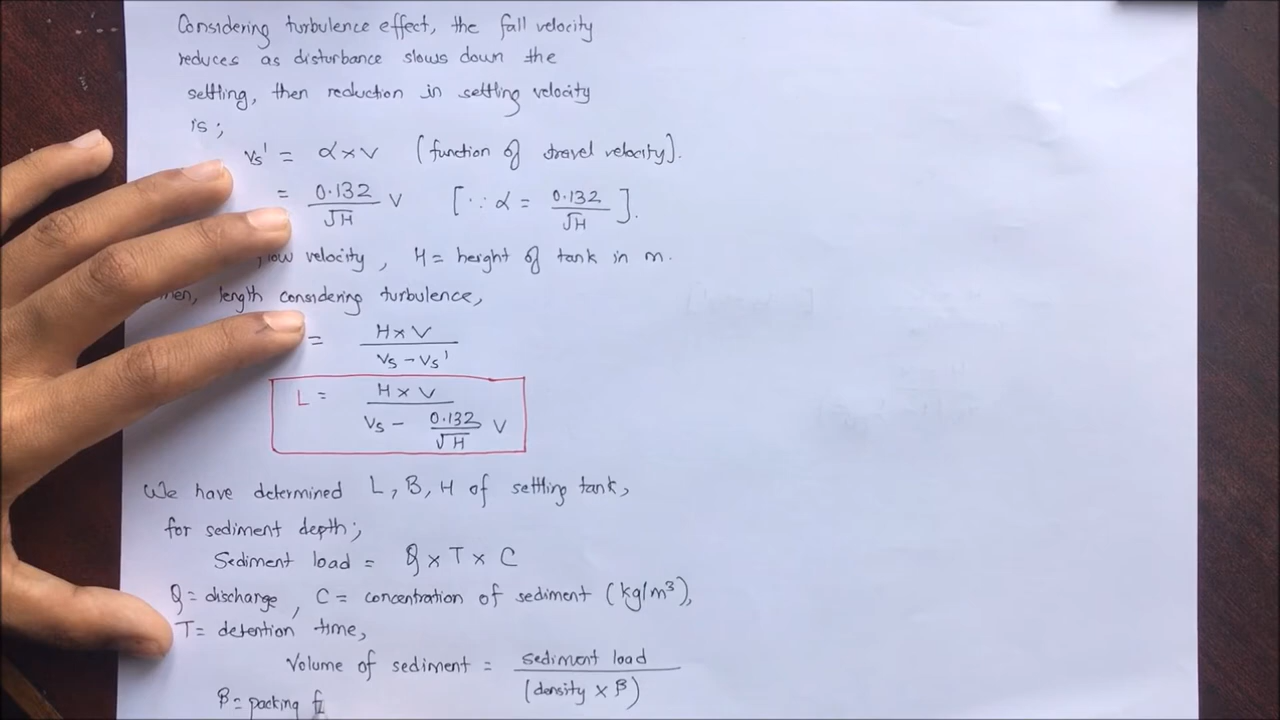 Considering turbulence effect, the fall velocity
reduces as disturbance slows down the
settling, then reduction in settling velocity
is;
Vs' = α × V (function of travel velocity).
= 0.132/√H V [∵ α = 0.132/√H ].
velocity, H = height of tank in m.
length considering turbulence,
= H×V / Vs - Vs'
L = H × V / Vs - 0.132/√H V
We have determined L, B, H of settling tank,
for sediment depth;
Sediment load = Q × T × C
Q = discharge, C = concentration of sediment (kg/m³),
T = detention time,
Volume of sediment = sediment load / (density × β)
β = packing